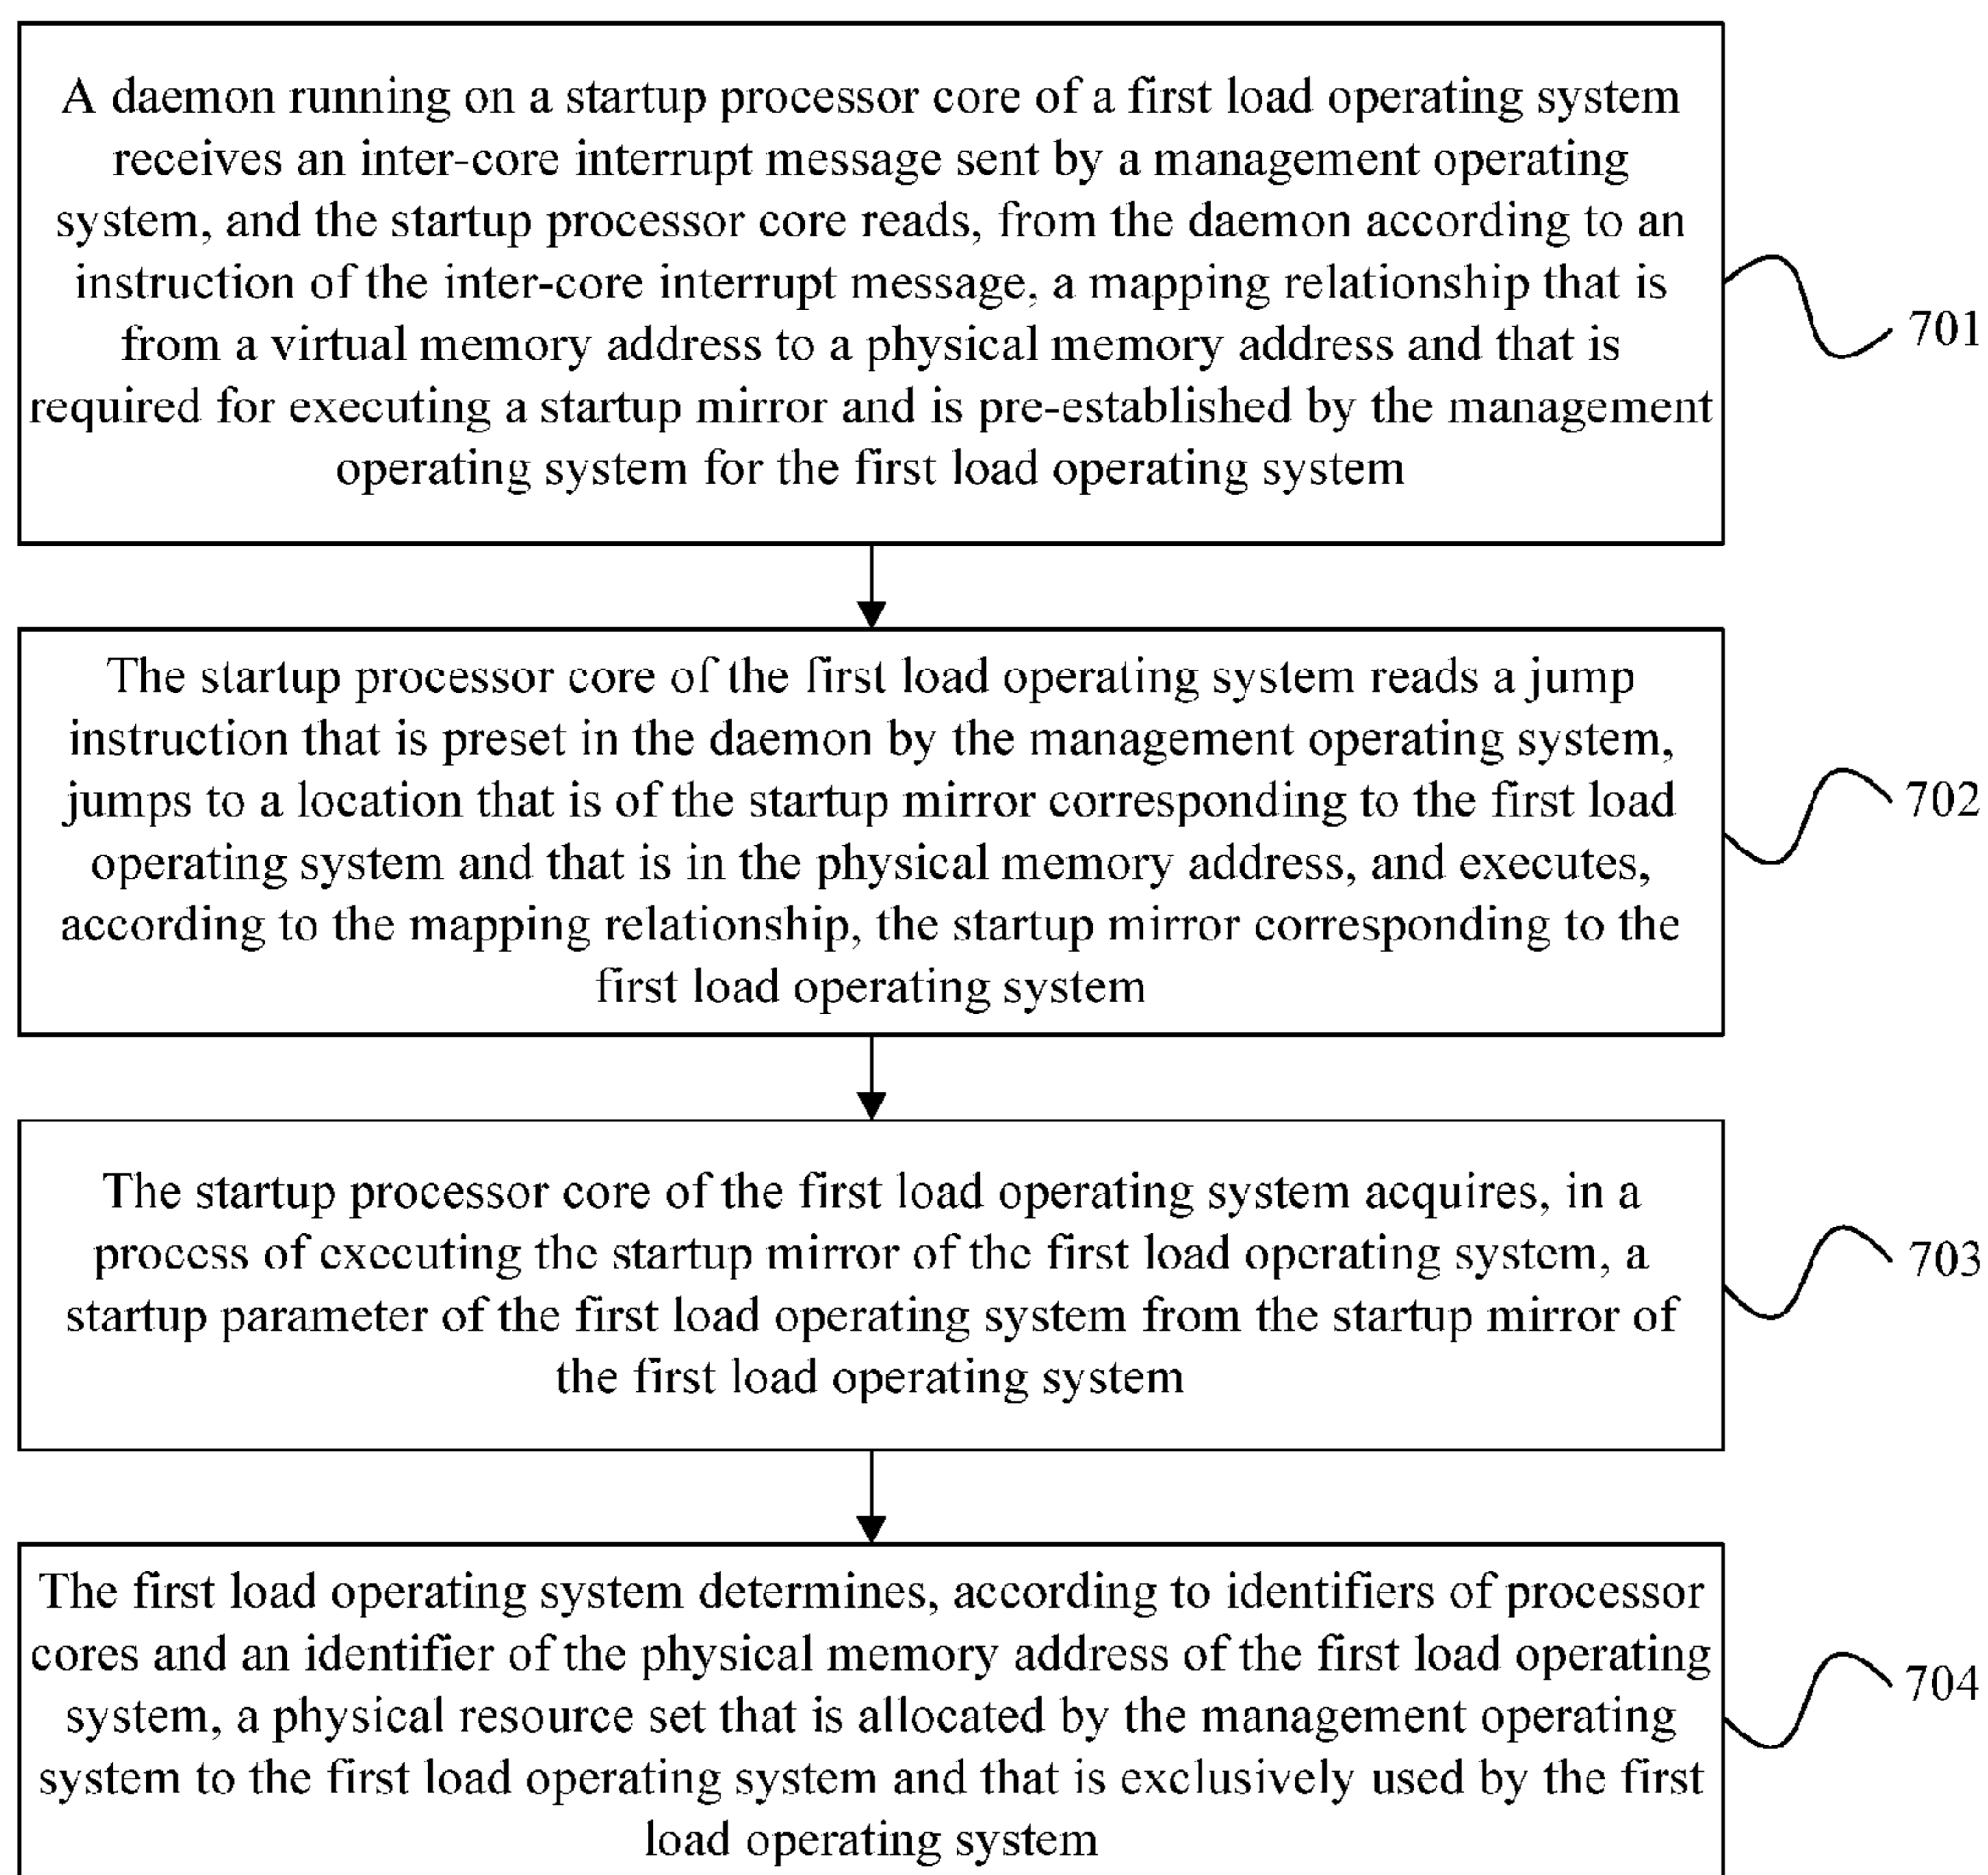 A daemon running on a startup processor core of a first load operating system
receives an inter-core interrupt message sent by a management operating
system, and the startup processor core reads, from the daemon according to an
instruction of the inter-core interrupt message, a mapping relationship that is
from a virtual memory address to a physical memory address and that is
required for executing a startup mirror and is pre-established by the management
operating system for the first load operating system
701
The startup processor core of the first load operating system reads a jump
instruction that is preset in the daemon by the management operating system,
jumps to a location that is of the startup mirror corresponding to the first load
operating system and that is in the physical memory address, and executes,
according to the mapping relationship, the startup mirror corresponding to the
first load operating system
702
The startup processor core of the first load operating system acquires, in a
process of executing the startup mirror of the first load operating system, a
startup parameter of the first load operating system from the startup mirror of
the first load operating system
703
The first load operating system determines, according to identifiers of processor
cores and an identifier of the physical memory address of the first load operating
system, a physical resource set that is allocated by the management operating
system to the first load operating system and that is exclusively used by the first
load operating system
704